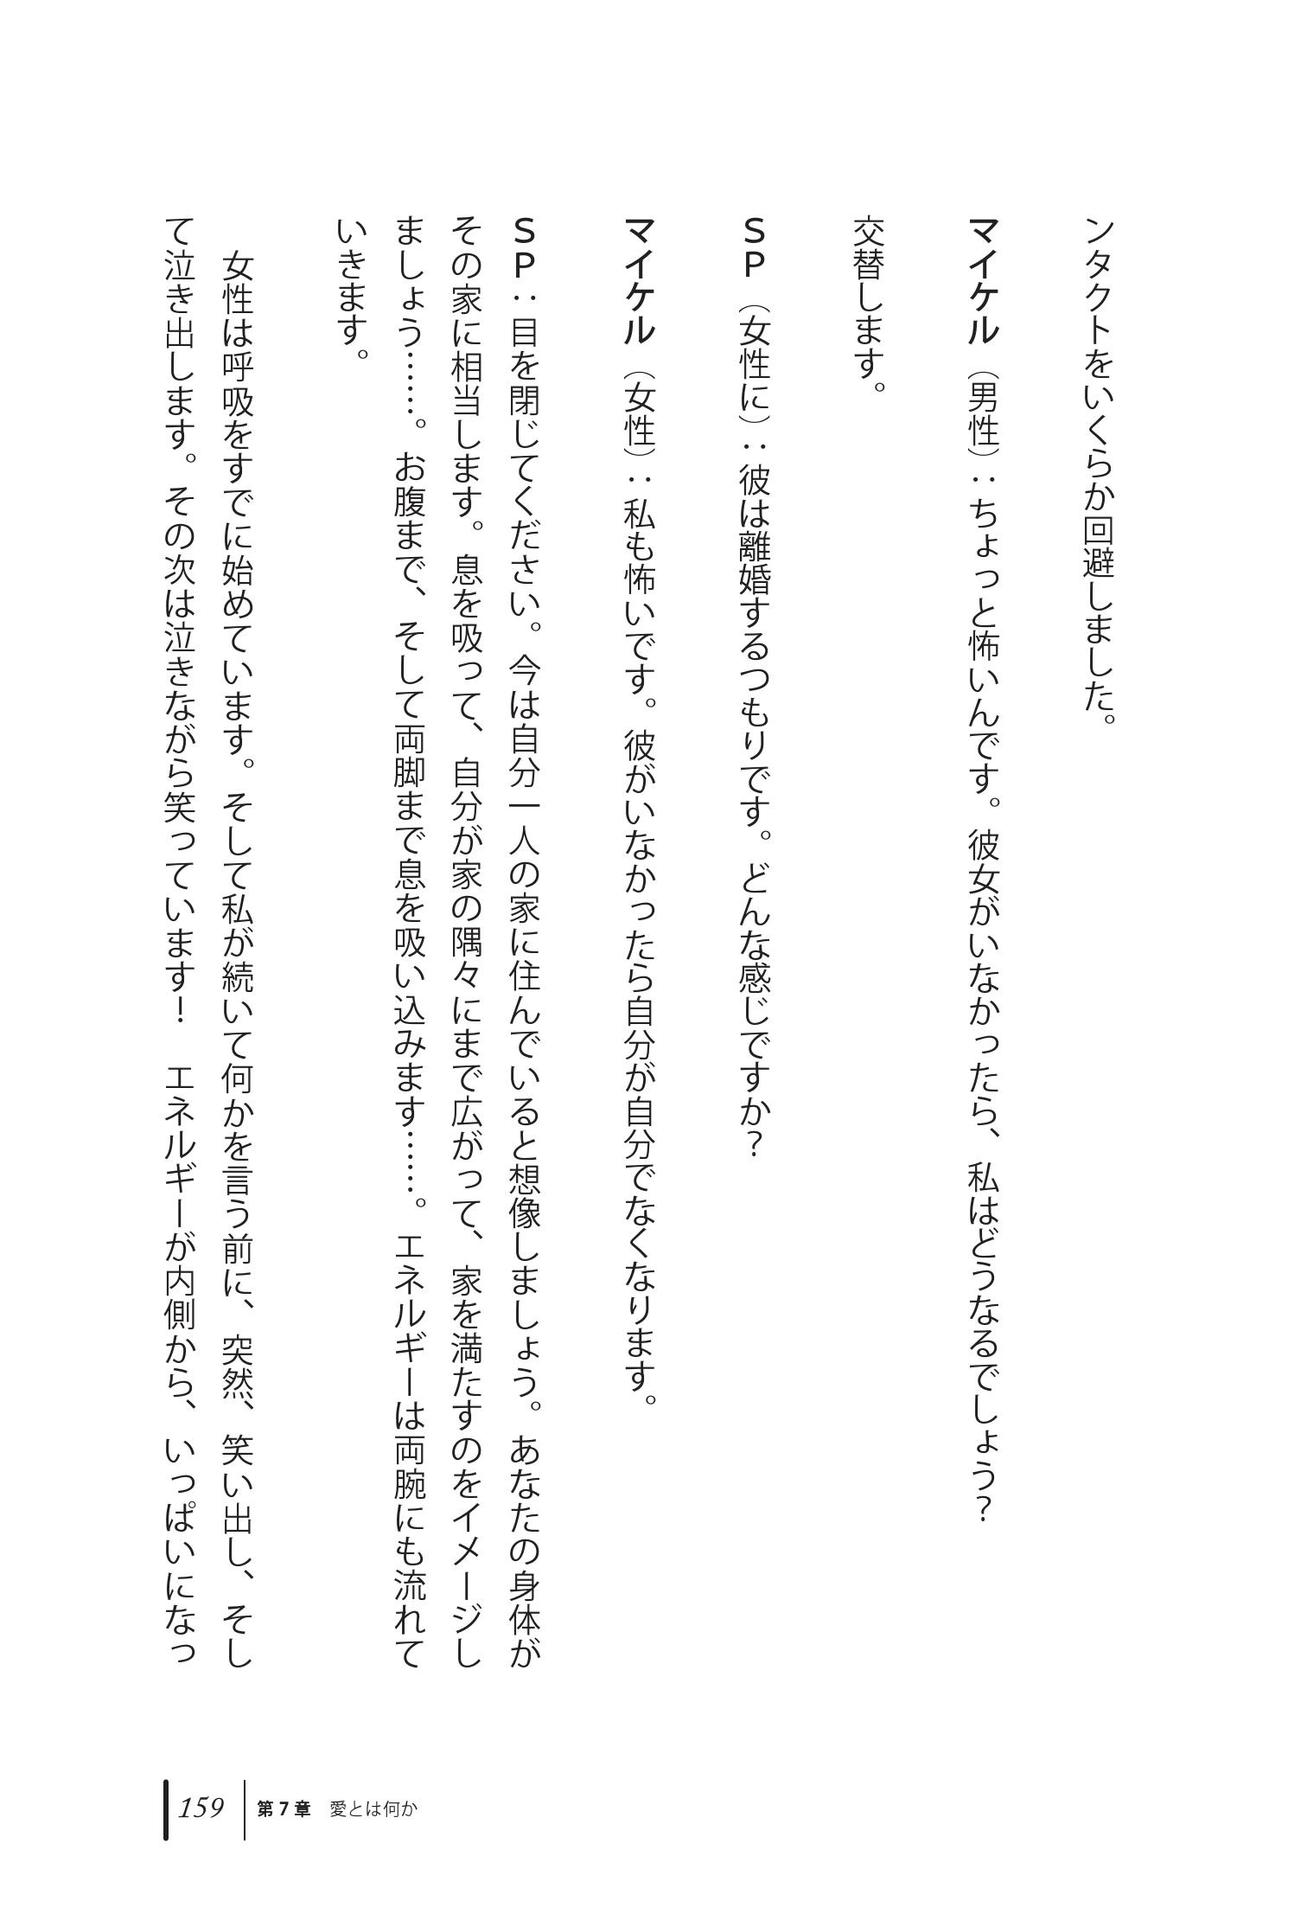 ンタクトをいくらか回避しました。
マイケル（男性）：ちょっと怖いんです。彼女がいなかったら、私はどうなるでしょう？
交替します。
ＳＰ（女性に）：彼は離婚するつもりです。どんな感じですか？
マイケル（女性）：私も怖いです。彼がいなかったら自分が自分でなくなります。
ＳＰ：目を閉じてください。今は自分一人の家に住んでいると想像しましょう。あなたの身体が
その家に相当します。息を吸って、自分が家の隅々にまで広がって、家を満たすのをイメージし
ましょう……。お腹まで、そして両脚まで息を吸い込みます……。エネルギーは両腕にも流れて
いきます。
　女性は呼吸をすでに始めています。そして私が続いて何かを言う前に、突然、笑い出し、そし
て泣き出します。その次は泣きながら笑っています！　エネルギーが内側から、いっぱいになっ
159 第７章　愛とは何か